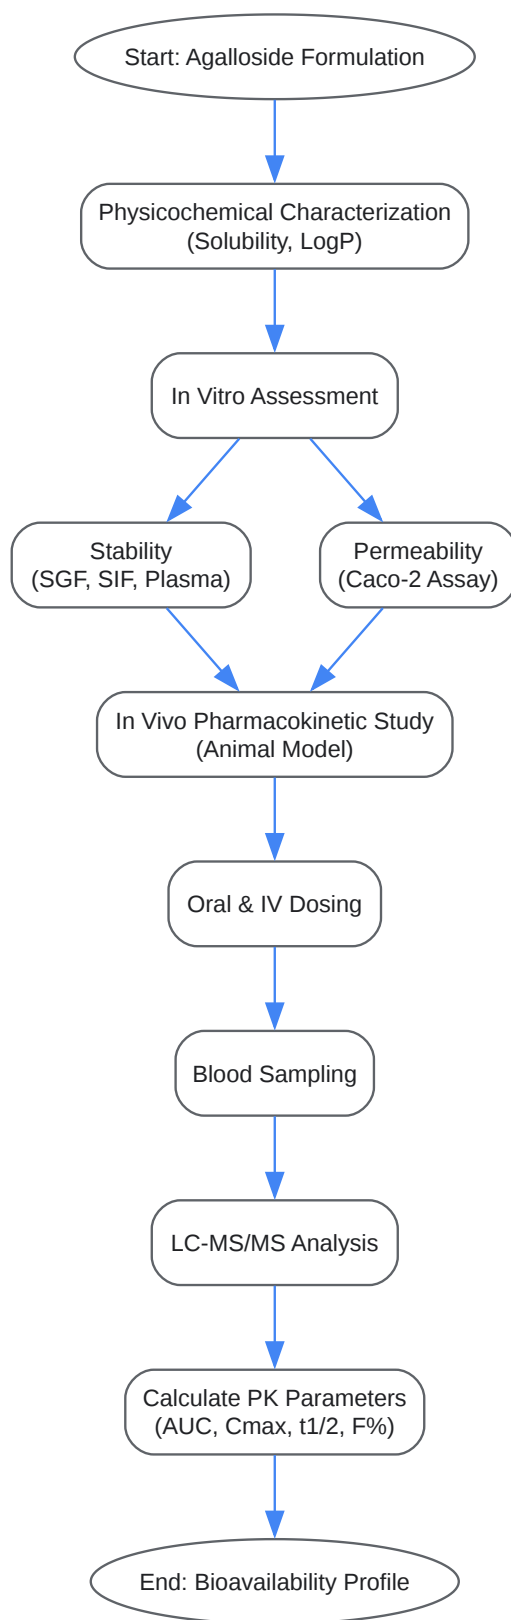 Start: Agalloside Formulation
Physicochemical Characterization
(Solubility, LogP)
In Vitro Assessment
Stability
(SGF, SIF, Plasma)
Permeability
(Caco-2 Assay)
In Vivo Pharmacokinetic Study
(Animal Model)
Oral & IV Dosing
Blood Sampling
LC-MS/MS Analysis
Calculate PK Parameters
(AUC, Cmax, t1/2, F%)
End: Bioavailability Profile